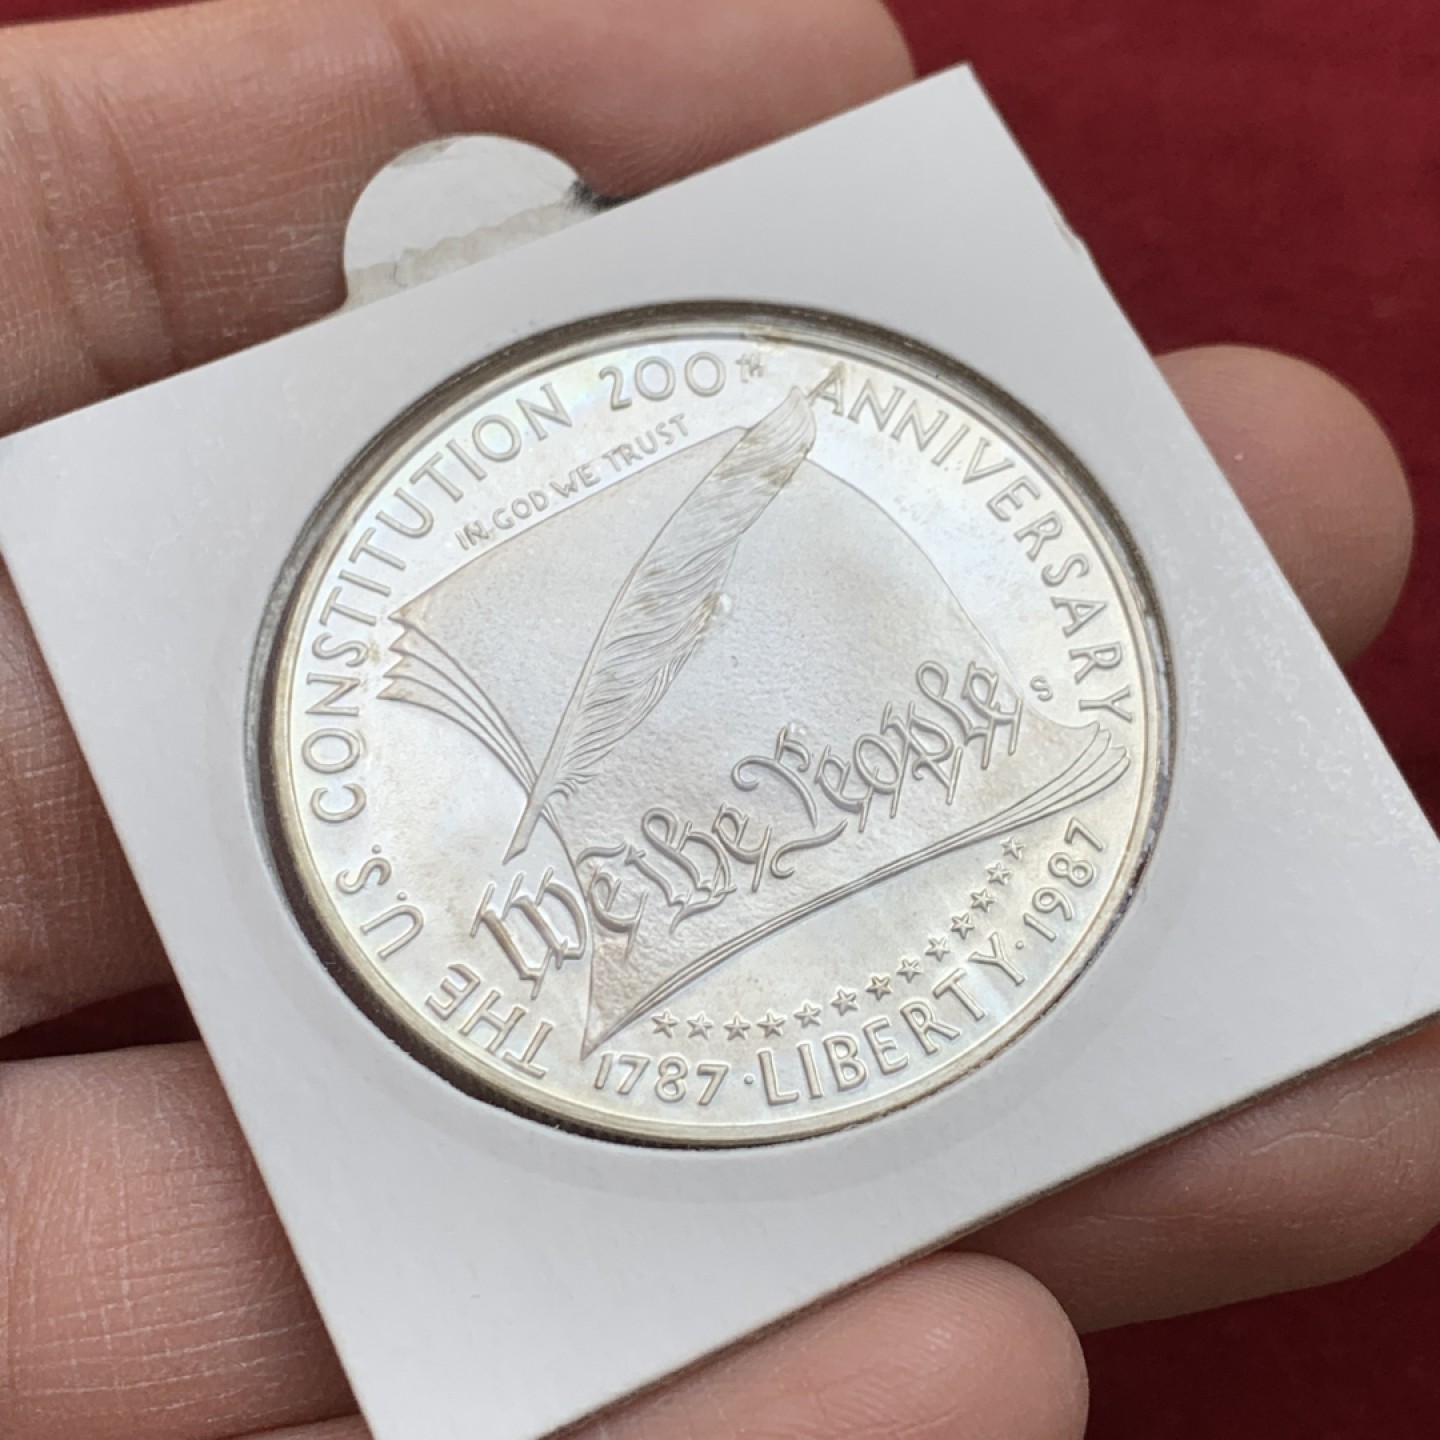 THE U.S. CONSTITUTION 200th ANNIVERSARY
IN GOD WE TRUST
We the People
S
1787 · LIBERTY · 1987